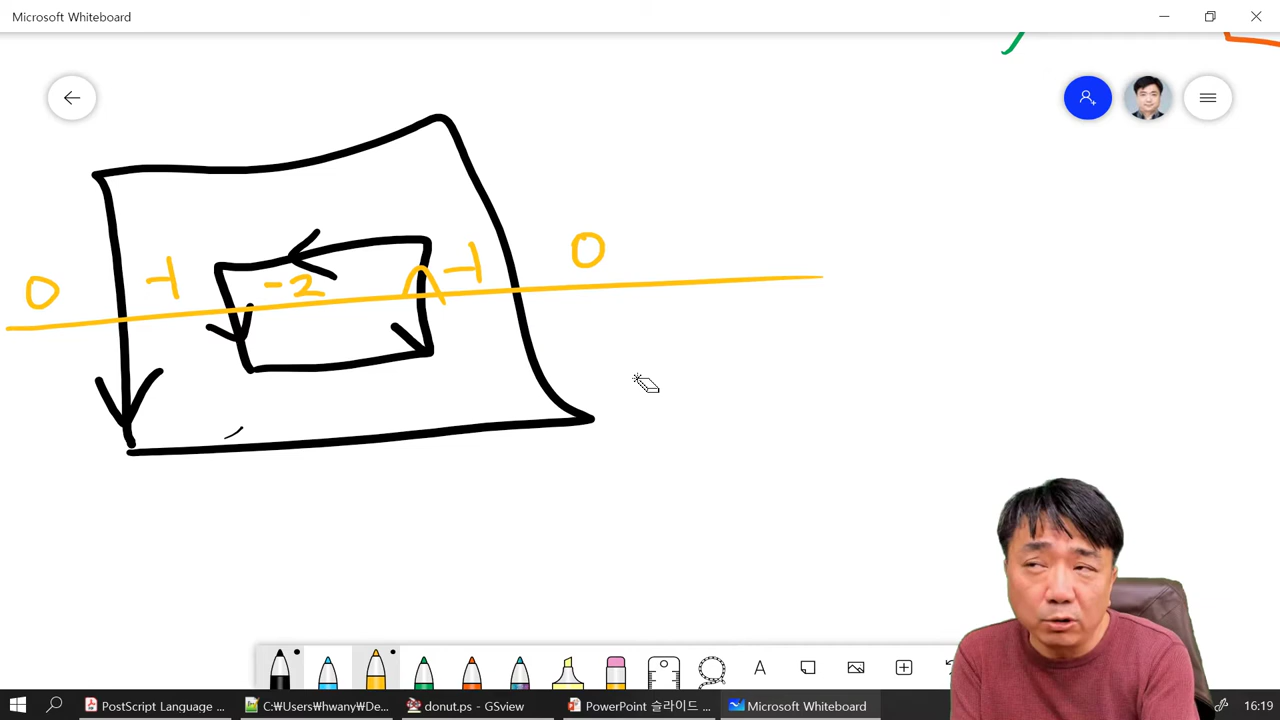 Microsoft Whiteboard
0 -1 -2 -1 0
A
PostScript Language ...
C:₩Users₩hwany₩De...
donut.ps - GSview
PowerPoint 슬라이드 ...
Microsoft Whiteboard
16:19